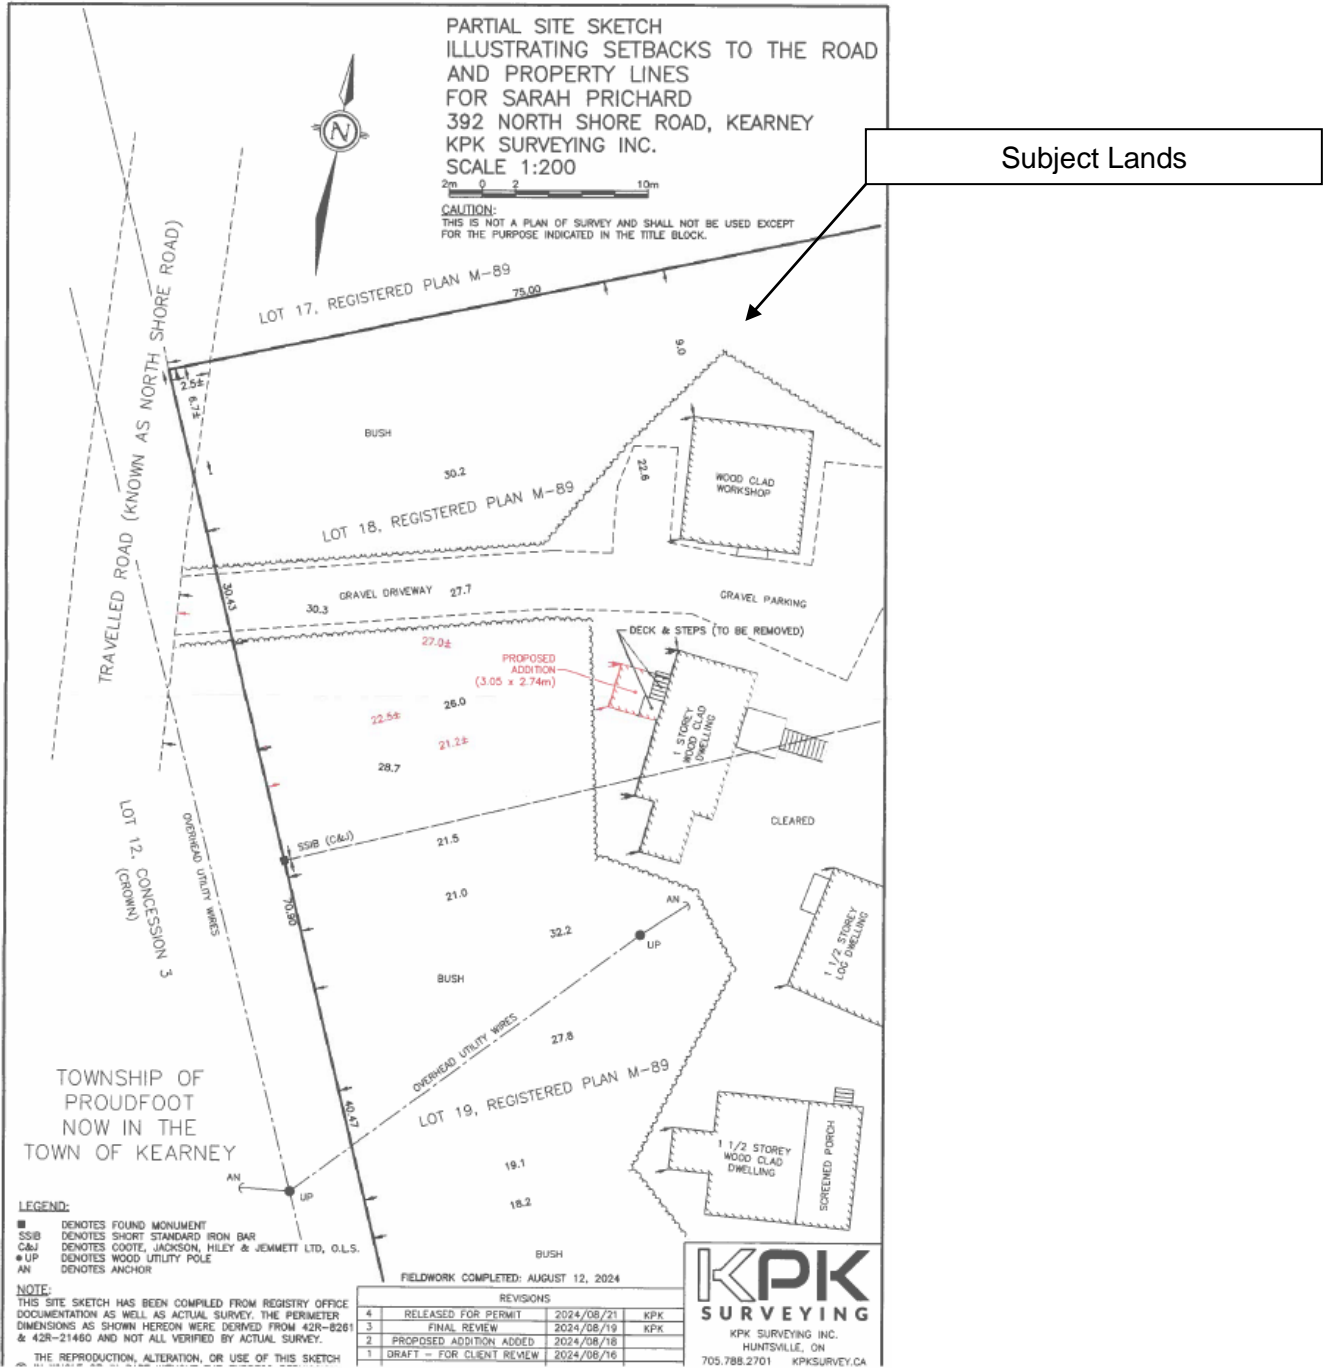 PARTIAL SITE SKETCH
ILLUSTRATING SETBACKS TO THE ROAD
AND PROPERTY LINES
FOR SARAH PRICHARD
392 NORTH SHORE ROAD, KEARNEY
KPK SURVEYING INC.
SCALE 1:200
2m 0 2 10m
CAUTION:
THIS IS NOT A PLAN OF SURVEY AND SHALL NOT BE USED EXCEPT
FOR THE PURPOSE INDICATED IN THE TITLE BLOCK.
Subject Lands
N
LOT 17, REGISTERED PLAN M-89
75.00
TRAVELLED ROAD (KNOWN AS NORTH SHORE ROAD)
2.5±
6.7±
9.0
BUSH
30.2
22.6
WOOD CLAD
WORKSHOP
LOT 18, REGISTERED PLAN M-89
30.43
30.3
GRAVEL DRIVEWAY
27.7
GRAVEL PARKING
DECK & STEPS (TO BE REMOVED)
27.0±
PROPOSED
ADDITION
(3.05 x 2.74m)
26.0
22.5±
21.2±
28.7
1 STOREY
WOOD CLAD
DWELLING
CLEARED
SSIB (C&J)
21.5
LOT 12, CONCESSION 3
(CROWN)
OVERHEAD UTILITY WIRES
70.90
21.0
AN
32.2
UP
1 1/2 STOREY
LOG DWELLING
BUSH
OVERHEAD UTILITY WIRES
27.8
LOT 19, REGISTERED PLAN M-89
40.47
TOWNSHIP OF
PROUDFOOT
NOW IN THE
TOWN OF KEARNEY
1 1/2 STOREY
WOOD CLAD
DWELLING
SCREENED PORCH
19.1
18.2
AN
UP
BUSH
LEGEND:
■ DENOTES FOUND MONUMENT
SSIB DENOTES SHORT STANDARD IRON BAR
C&J DENOTES COOTE, JACKSON, HILEY & JEMMETT LTD, O.L.S.
● UP DENOTES WOOD UTILITY POLE
AN DENOTES ANCHOR
NOTE:
THIS SITE SKETCH HAS BEEN COMPILED FROM REGISTRY OFFICE
DOCUMENTATION AS WELL AS ACTUAL SURVEY. THE PERIMETER
DIMENSIONS AS SHOWN HEREON WERE DERIVED FROM 42R-8261
& 42R-21460 AND NOT ALL VERIFIED BY ACTUAL SURVEY.
THE REPRODUCTION, ALTERATION, OR USE OF THIS SKETCH
FIELDWORK COMPLETED: AUGUST 12, 2024
REVISIONS
4 RELEASED FOR PERMIT 2024/08/21 KPK
3 FINAL REVIEW 2024/08/19 KPK
2 PROPOSED ADDITION ADDED 2024/08/18
1 DRAFT - FOR CLIENT REVIEW 2024/08/16
KPK
SURVEYING
KPK SURVEYING INC.
HUNTSVILLE, ON
705.788.2701 KPKSURVEY.CA